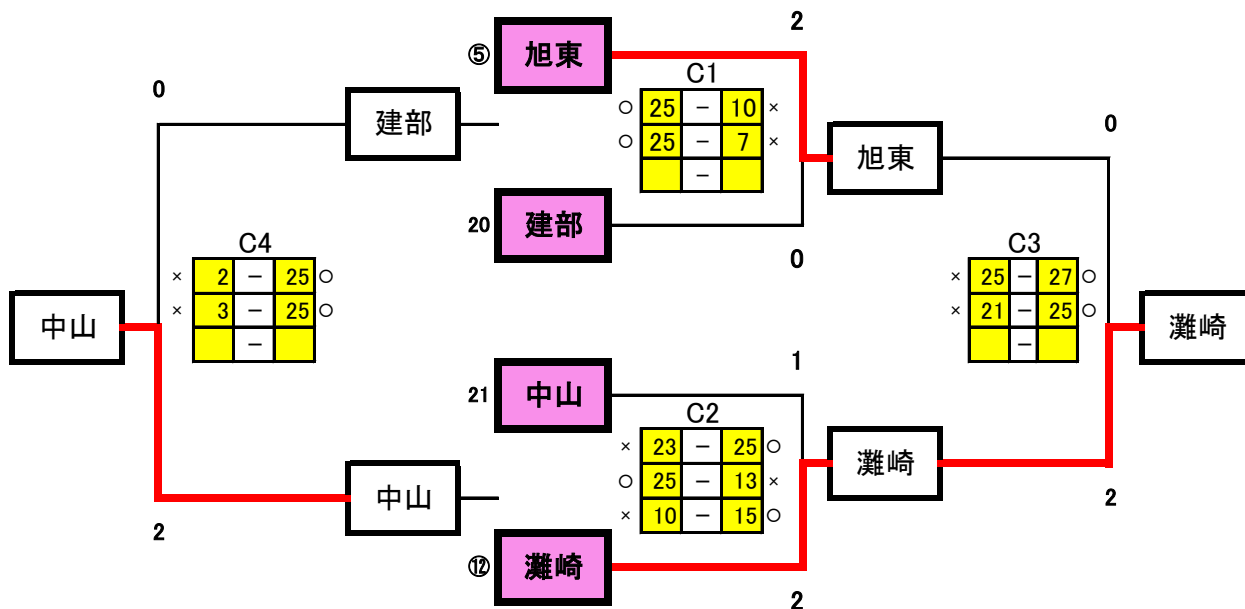 2
⑤ 旭東
C1
○ 25 － 10 ×
○ 25 － 7 ×
－
0
建部
旭東
0
20 建部
0
C4
× 2 － 25 ○
× 3 － 25 ○
－
C3
× 25 － 27 ○
× 21 － 25 ○
－
中山
灘崎
1
21 中山
C2
× 23 － 25 ○
○ 25 － 13 ×
× 10 － 15 ○
灘崎
中山
2
2
⑫ 灘崎
2